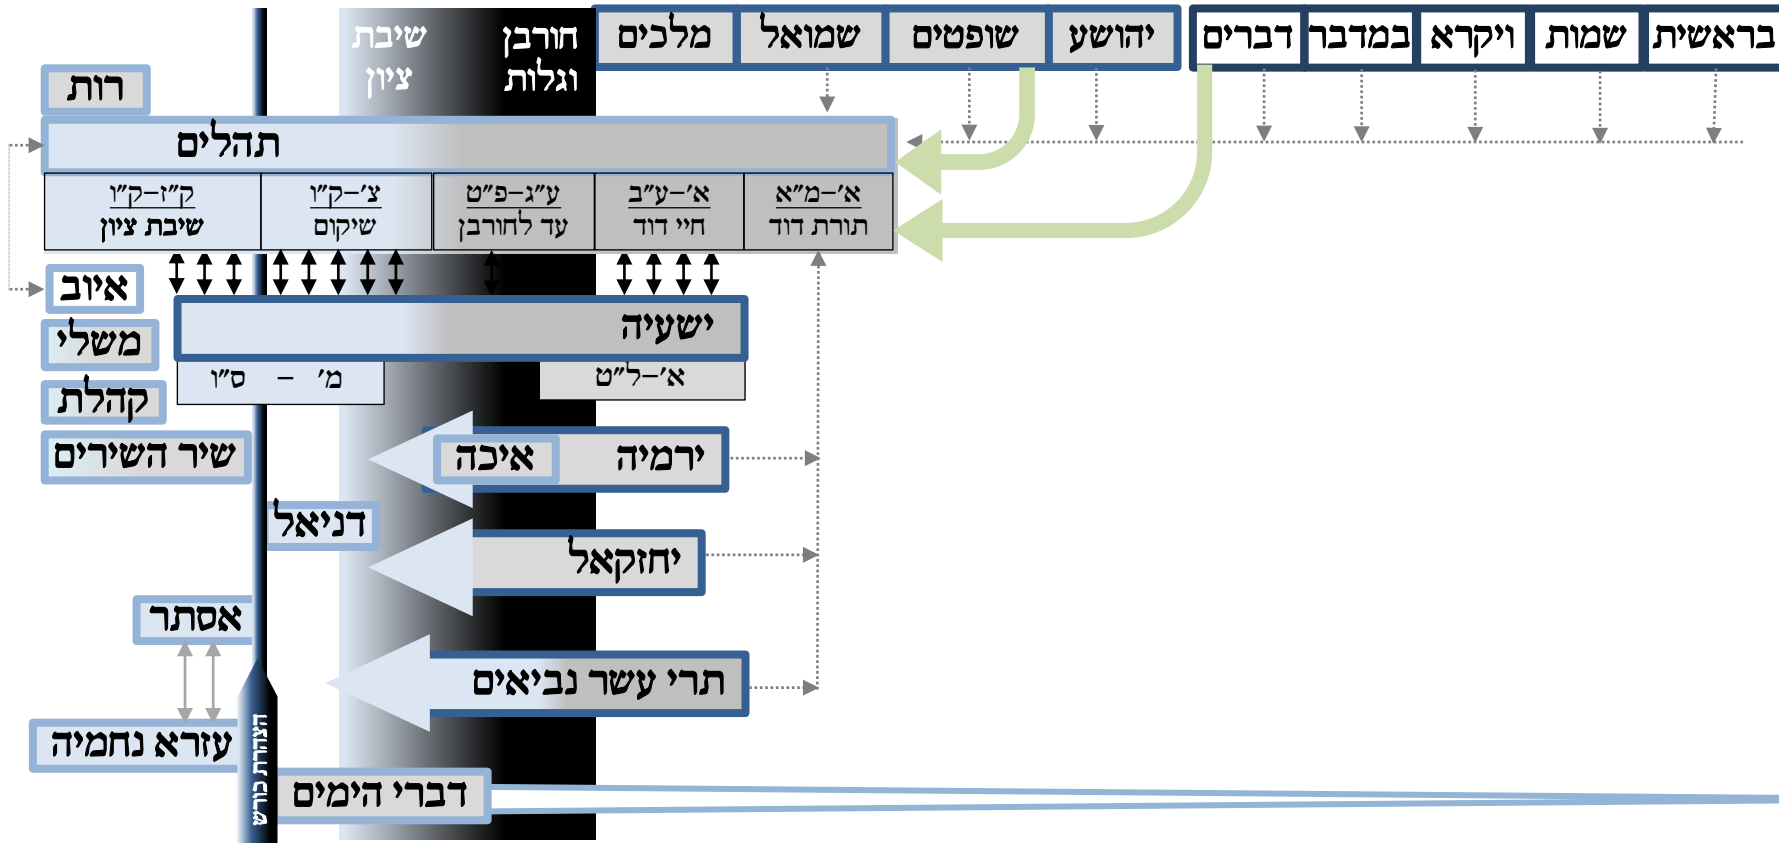 בראשית שמות ויקרא במדבר דברים יהושע שופטים שמואל מלכים
חורבן
וגלות
שיבת
ציון
רות
תהלים
א׳–מ״א
תורת דוד
א׳–ע״ב
חיי דוד
ע״ג–פ״ט
עד לחורבן
צ׳–ק״ו
שיקום
ק״ז–ק״ו
שיבת ציון
איוב
ישעיה
משלי
א׳–ל״ט
מ׳ – ס״ו
קהלת
ירמיה
איכה
שיר השירים
דניאל
יחזקאל
אסתר
תרי עשר נביאים
עזרא נחמיה
הצהרת כורש
דברי הימים